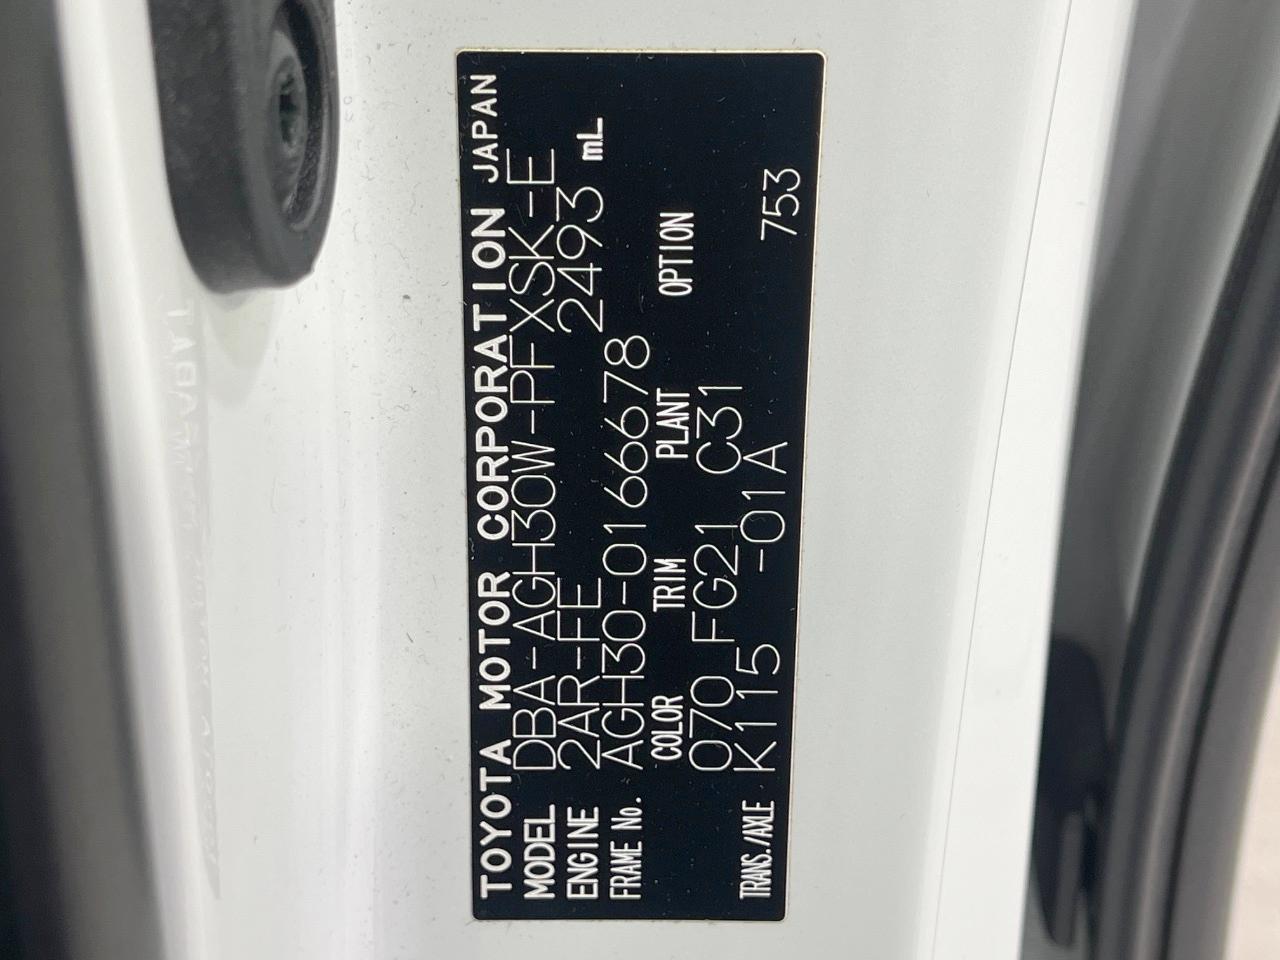 TOYOTA MOTOR CORPORATION JAPAN
MODEL DBA-AGH30W-PFXSK-E
ENGINE 2AR-FE 2493 mL
FRAME No. AGH30-0166678
COLOR TRIM PLANT OPTION
070 FG21 C31
TRANS./AXLE K115 -01A 753